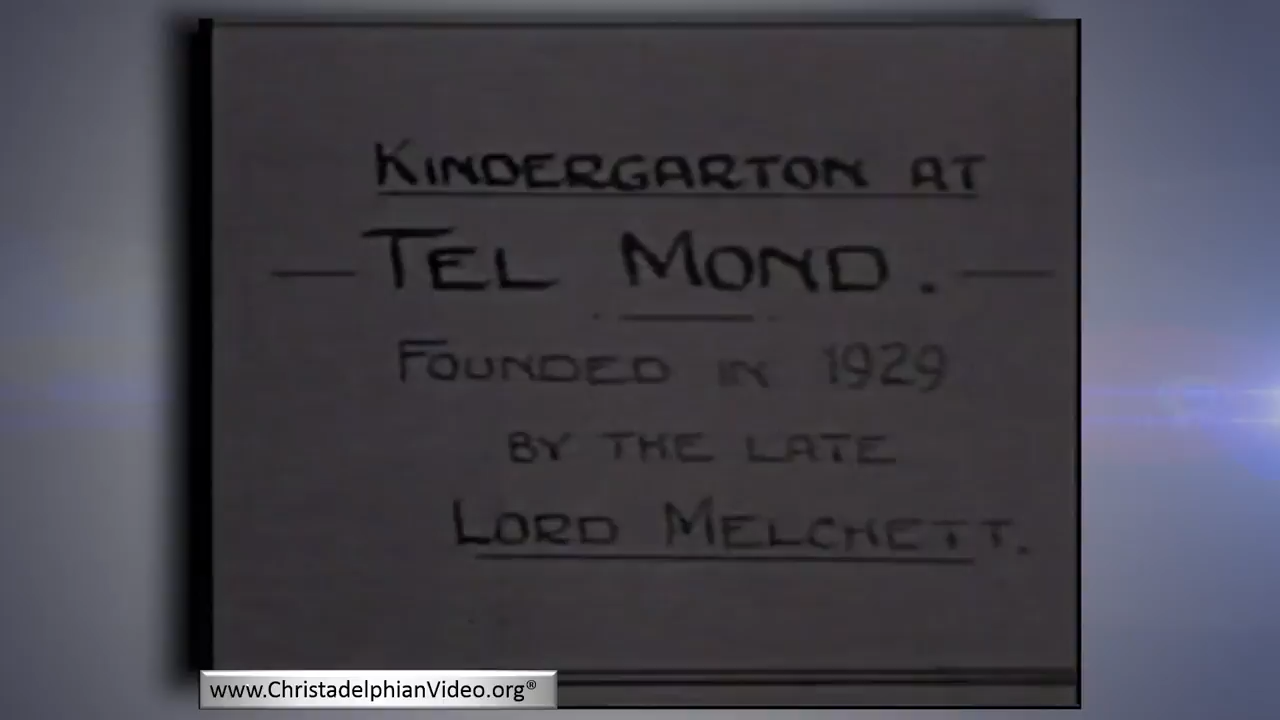 KINDERGARTON AT
TEL MOND.
FOUNDED IN 1929
BY THE LATE
LORD MELCHETT.
www.ChristadelphianVideo.org®